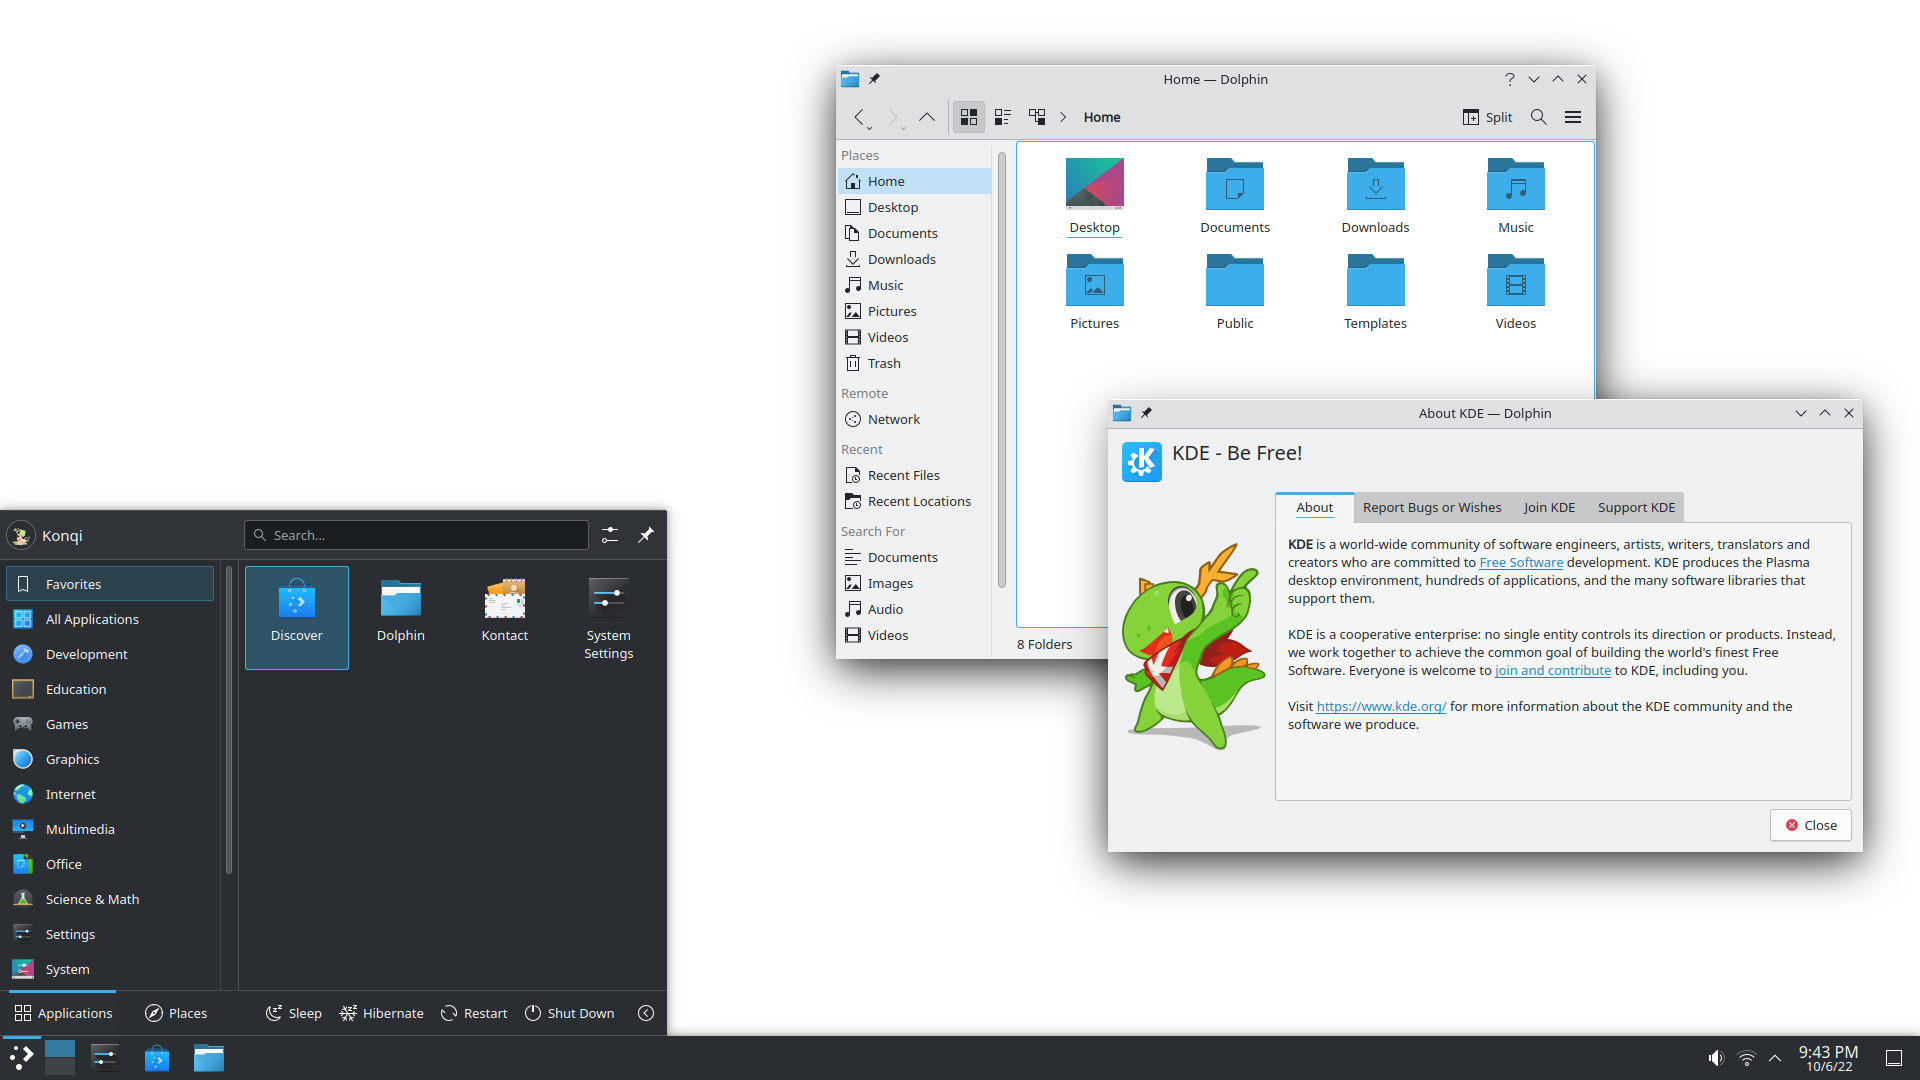 Home — Dolphin
Home
Split
Places
Home
Desktop
Documents
Downloads
Music
Pictures
Videos
Trash
Remote
Network
Recent
Recent Files
Recent Locations
Search For
Documents
Images
Audio
Videos
Desktop
Documents
Downloads
Music
Pictures
Public
Templates
Videos
8 Folders
About KDE — Dolphin
KDE - Be Free!
About
Report Bugs or Wishes
Join KDE
Support KDE
KDE is a world-wide community of software engineers, artists, writers, translators and
creators who are committed to Free Software development. KDE produces the Plasma
desktop environment, hundreds of applications, and the many software libraries that
support them.
KDE is a cooperative enterprise: no single entity controls its direction or products. Instead,
we work together to achieve the common goal of building the world's finest Free
Software. Everyone is welcome to join and contribute to KDE, including you.
Visit https://www.kde.org/ for more information about the KDE community and the
software we produce.
Close
Konqi
Search...
Favorites
All Applications
Development
Education
Games
Graphics
Internet
Multimedia
Office
Science & Math
Settings
System
Discover
Dolphin
Kontact
System
Settings
Applications
Places
Sleep
Hibernate
Restart
Shut Down
9:43 PM
10/6/22